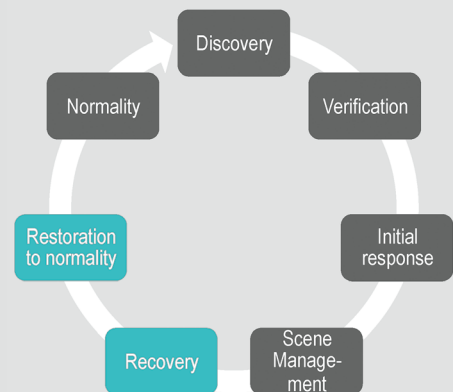 Discovery
Verification
Initial
response
Scene
Manage-
ment
Recovery
Restoration
to normality
Normality